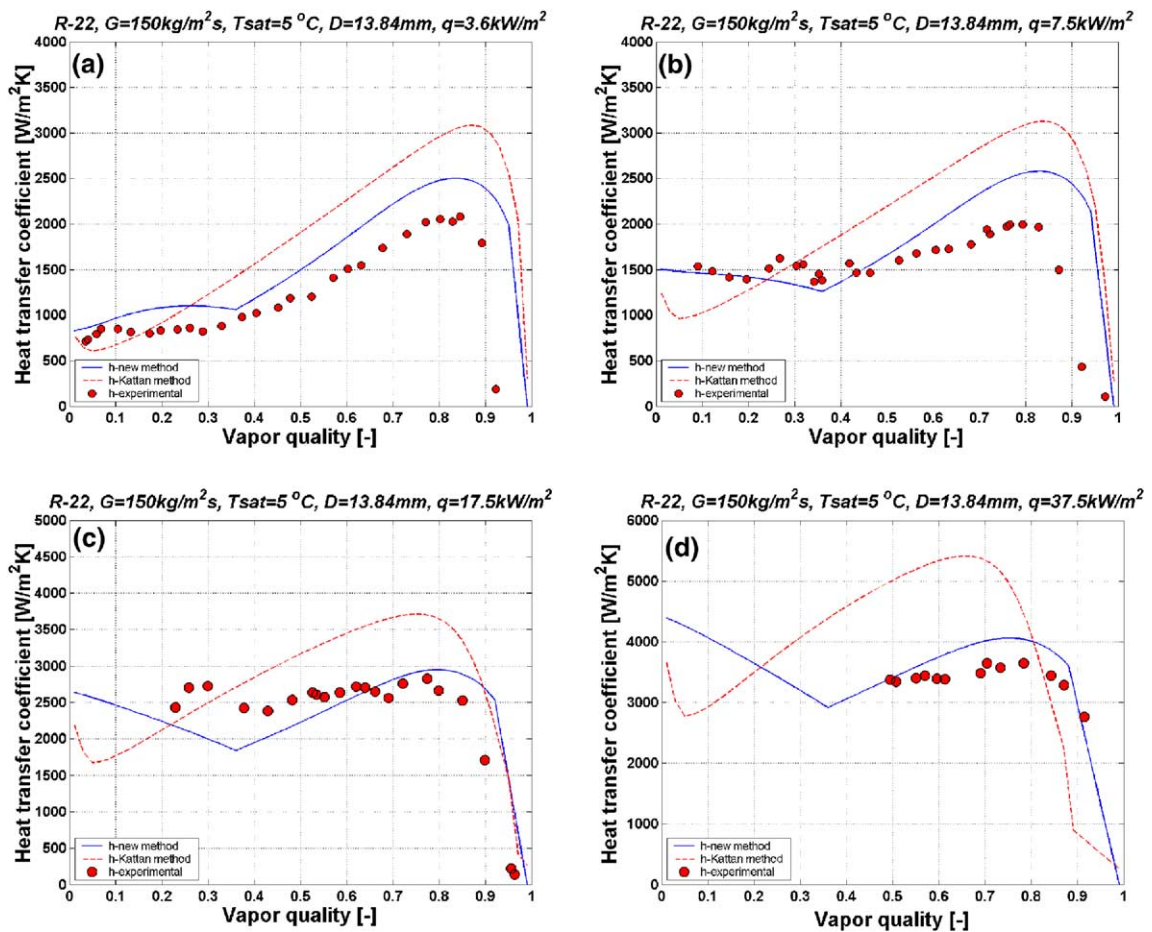 R-22, G=150kg/m²s, Tsat=5 °C, D=13.84mm, q=3.6kW/m²
(a)
Heat transfer coefficient [W/m²K]
4000
3500
3000
2500
2000
1500
1000
500
0
h-new method
h-Kattan method
h-experimental
0 0.1 0.2 0.3 0.4 0.5 0.6 0.7 0.8 0.9 1
Vapor quality [-]
R-22, G=150kg/m²s, Tsat=5 °C, D=13.84mm, q=7.5kW/m²
(b)
Heat transfer coefficient [W/m²K]
4000
3500
3000
2500
2000
1500
1000
500
0
h-new method
h-Kattan method
h-experimental
0 0.1 0.2 0.3 0.4 0.5 0.6 0.7 0.8 0.9 1
Vapor quality [-]
R-22, G=150kg/m²s, Tsat=5 °C, D=13.84mm, q=17.5kW/m²
(c)
Heat transfer coefficient [W/m²K]
5000
4500
4000
3500
3000
2500
2000
1500
1000
500
0
h-new method
h-Kattan method
h-experimental
0 0.1 0.2 0.3 0.4 0.5 0.6 0.7 0.8 0.9 1
Vapor quality [-]
R-22, G=150kg/m²s, Tsat=5 °C, D=13.84mm, q=37.5kW/m²
(d)
Heat transfer coefficient [W/m²K]
6000
5000
4000
3000
2000
1000
0
h-new method
h-Kattan method
h-experimental
0 0.1 0.2 0.3 0.4 0.5 0.6 0.7 0.8 0.9 1
Vapor quality [-]